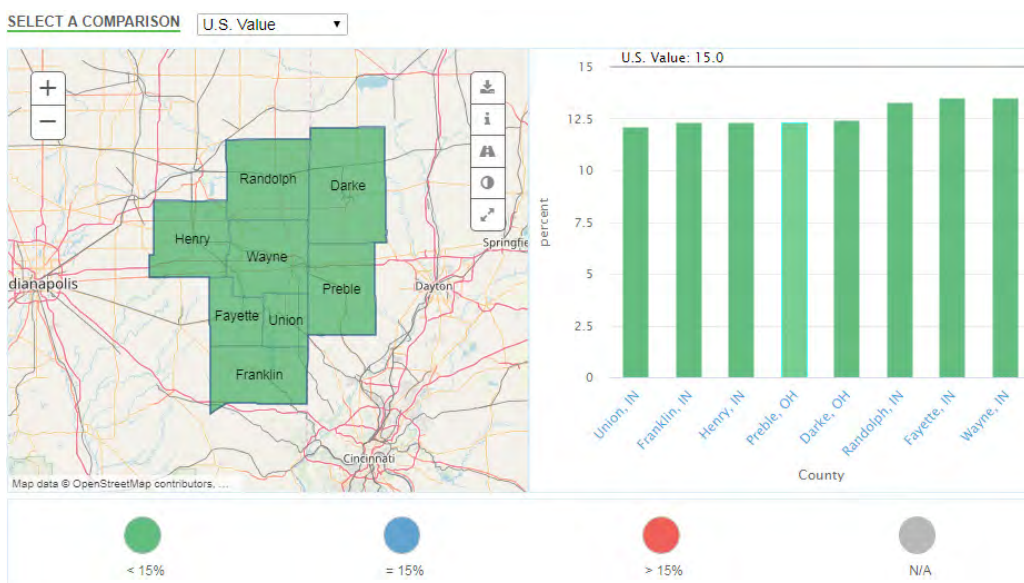 SELECT A COMPARISON
U.S. Value
+
−
i
Randolph
Darke
Henry
Wayne
Springfie
dianapolis
Preble
Dayton
Fayette
Union
Franklin
Cincinnati
Map data © OpenStreetMap contributors, ...
U.S. Value: 15.0
15
12.5
10
7.5
5
2.5
0
percent
Union, IN
Franklin, IN
Henry, IN
Preble, OH
Darke, OH
Randolph, IN
Fayette, IN
Wayne, IN
County
< 15%
= 15%
> 15%
N/A